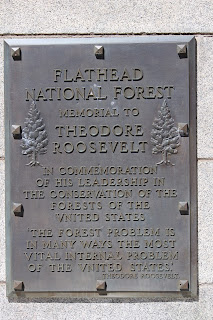 FLATHEAD
NATIONAL FOREST
MEMORIAL TO
THEODORE
ROOSEVELT
IN COMMEMORATION
OF HIS LEADERSHIP IN
THE CONSERVATION OF THE
FORESTS OF THE
VNITED STATES
"THE FOREST PROBLEM IS
IN MANY WAYS THE MOST
VITAL INTERNAL PROBLEM
OF THE VNITED STATES."
THEODORE ROOSEVELT